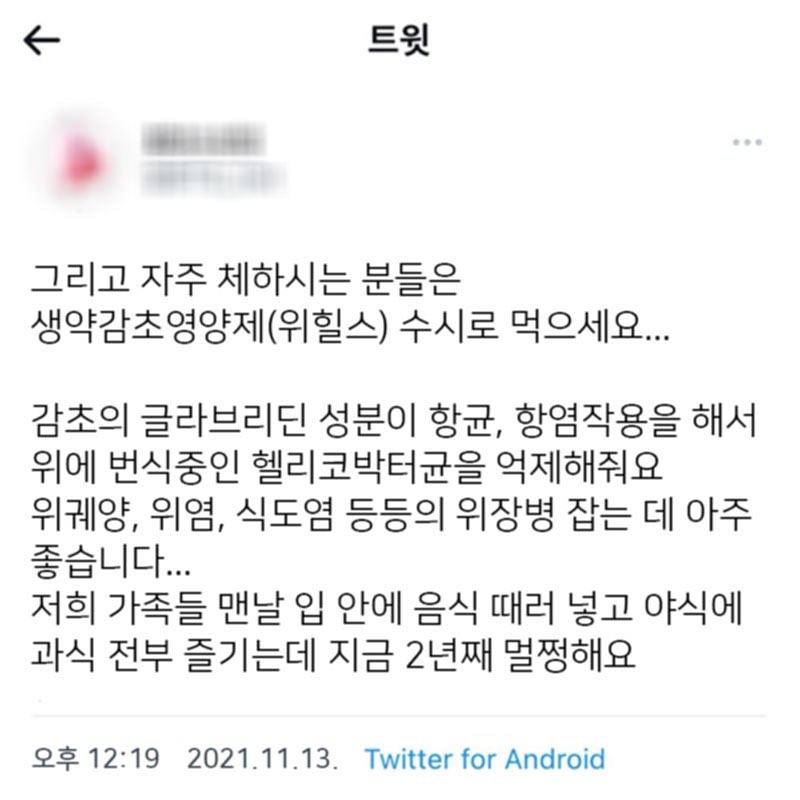 트윗
그리고 자주 체하시는 분들은
생약감초영양제(위힐스) 수시로 먹으세요...
감초의 글라브리딘 성분이 항균, 항염작용을 해서
위에 번식중인 헬리코박터균을 억제해줘요
위궤양, 위염, 식도염 등등의 위장병 잡는 데 아주
좋습니다...
저희 가족들 맨날 입 안에 음식 때러 넣고 야식에
과식 전부 즐기는데 지금 2년째 멀쩡해요
오후 12:19 2021.11.13. Twitter for Android